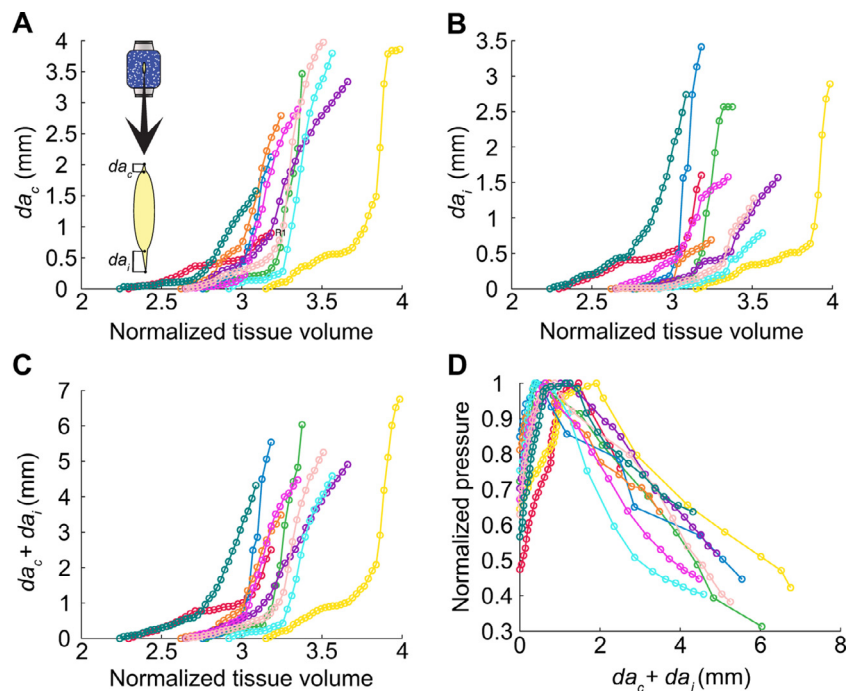 A
4
3.5
3
2.5
2
1.5
1
0.5
0
da_c (mm)
da_c
da_i
R1
2 2.5 3 3.5 4
Normalized tissue volume
B
3.5
3
2.5
2
1.5
1
0.5
0
da_i (mm)
2 2.5 3 3.5 4
Normalized tissue volume
C
7
6
5
4
3
2
1
0
da_c + da_i (mm)
2 2.5 3 3.5 4
Normalized tissue volume
D
1
0.9
0.8
0.7
0.6
0.5
0.4
0.3
Normalized pressure
0 2 4 6 8
da_c + da_i (mm)